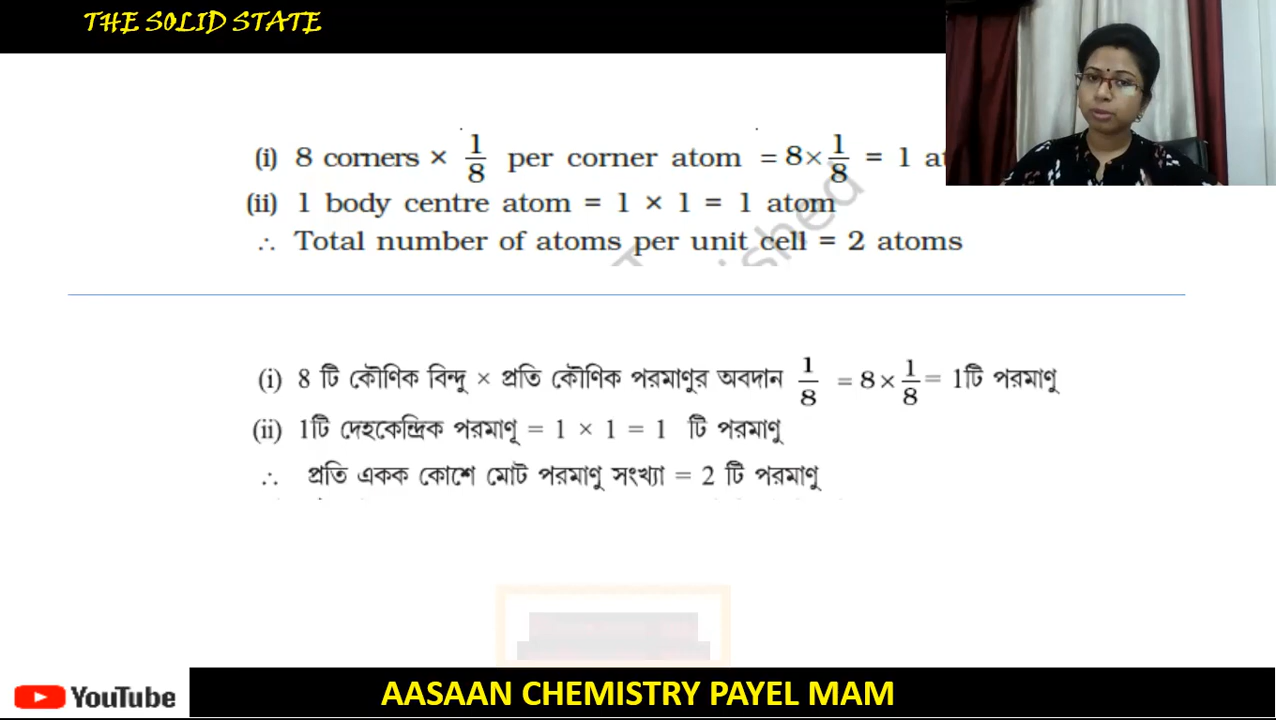 THE SOLID STATE
(i) 8 corners × 1/8 per corner atom = 8 × 1/8 = 1
(ii) 1 body centre atom = 1 × 1 = 1 atom
∴ Total number of atoms per unit cell = 2 atoms
(i) 8 টি কৌণিক বিন্দু × প্রতি কৌণিক পরমাণুর অবদান 1/8 = 8 × 1/8 = 1টি পরমাণু
(ii) 1টি দেহকেন্দ্রিক পরমাণূ = 1 × 1 = 1 টি পরমাণু
∴ প্রতি একক কোশে মোট পরমাণু সংখ্যা = 2 টি পরমাণু
YouTube
AASAAN CHEMISTRY PAYEL MAM